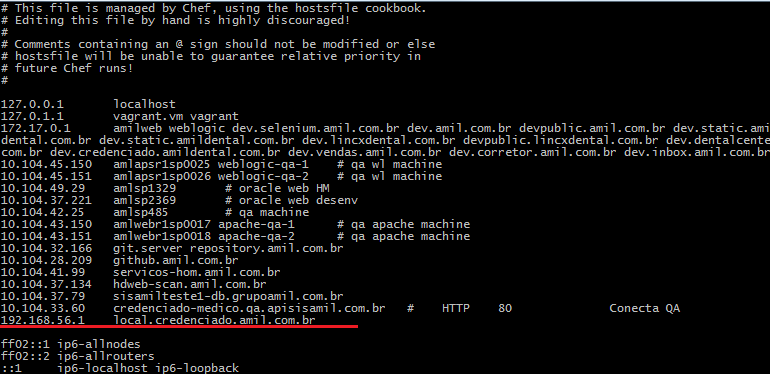 # This file is managed by Chef, using the hostsfile cookbook.
# Editing this file by hand is highly discouraged!
#
# Comments containing an @ sign should not be modified or else
# hostsfile will be unable to guarantee relative priority in
# future Chef runs!
#
127.0.0.1       localhost
127.0.1.1       vagrant.vm vagrant
172.17.0.1      amilweb weblogic dev.selenium.amil.com.br dev.amil.com.br devpublic.amil.com.br dev.static.ami
dental.com.br dev.static.amildental.com.br dev.lincxdental.com.br devpublic.lincxdental.com.br dev.dentalcente
com.br dev.credenciado.amildental.com.br dev.vendas.amil.com.br dev.corretor.amil.com.br dev.inbox.amil.com.br
10.104.45.150   amlapsr1sp0025 weblogic-qa-1    # qa wl machine
10.104.45.151   amlapsr1sp0026 weblogic-qa-2    # qa wl machine
10.104.49.29    amlsp1329       # oracle web HM
10.104.37.221   amlsp2369       # oracle web desenv
10.104.42.25    amlsp485        # qa machine
10.104.43.150   amlwebr1sp0017 apache-qa-1      # qa apache machine
10.104.43.151   amlwebr1sp0018 apache-qa-2      # qa apache machine
10.104.32.166   git.server repository.amil.com.br
10.104.28.209   github.amil.com.br
10.104.41.99    servicos-hom.amil.com.br
10.104.37.134   hdweb-scan.amil.com.br
10.104.37.79    sisamilteste1-db.grupoamil.com.br
10.104.33.60    credenciado-medico.qa.apisisamil.com.br   #    HTTP    80             Conecta QA
192.168.56.1    local.credenciado.amil.com.br
ff02::1 ip6-allnodes
ff02::2 ip6-allrouters
::1     ip6-localhost ip6-loopback